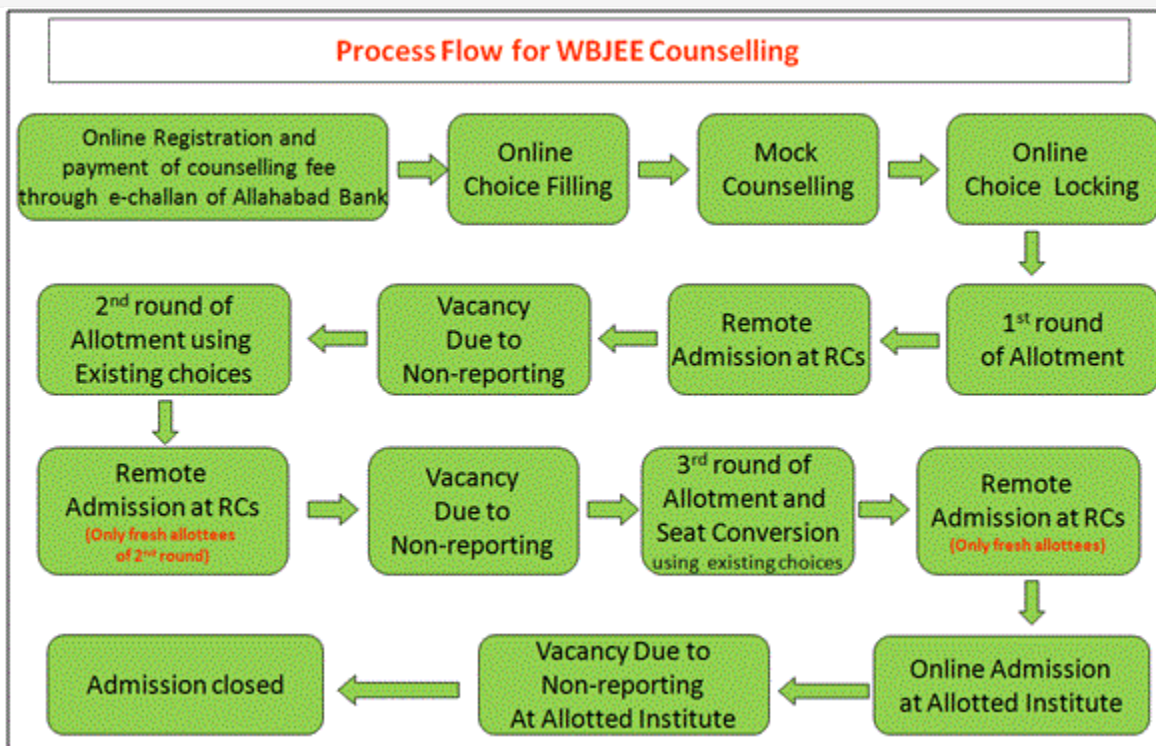 Process Flow for WBJEE Counselling
Online Registration and
payment of counselling fee
through e-challan of Allahabad Bank
Online
Choice Filling
Mock
Counselling
Online
Choice Locking
1st round
of Allotment
Remote
Admission at RCs
Vacancy
Due to
Non-reporting
2nd round of
Allotment using
Existing choices
Remote
Admission at RCs
(Only fresh allottees
of 2nd round)
Vacancy
Due to
Non-reporting
3rd round of
Allotment and
Seat Conversion
using existing choices
Remote
Admission at RCs
(Only fresh allottees)
Online Admission
at Allotted Institute
Vacancy Due to
Non-reporting
At Allotted Institute
Admission closed